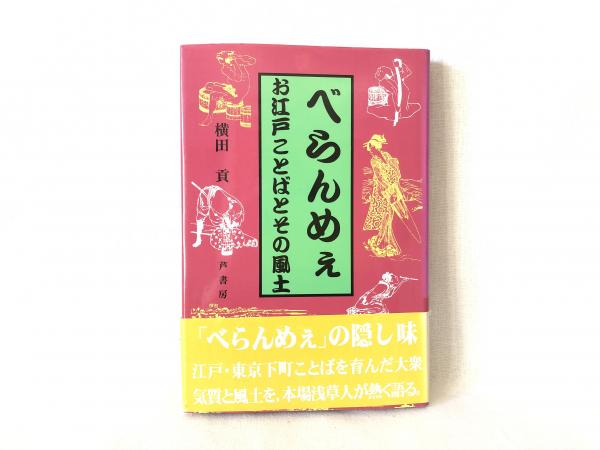 べらんめぇ
お江戸ことばとその風土
横田 貢
芦書房
「べらんめぇ」の隠し味
江戸・東京下町ことばを育んだ大衆
気質と風土を、本場浅草人が熱く語る。